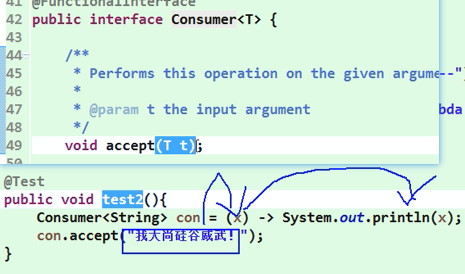 41 @FunctionalInterface
42 public interface Consumer<T> {
43
44 /**
45 * Performs this operation on the given argume--"]
46 *
47 * @param t the input argument bda
48 */
49 void accept(T t);
50
@Test
public void test2(){
Consumer<String> con = (x) -> System.out.println(x);
con.accept("我大尚硅谷威武！");
}